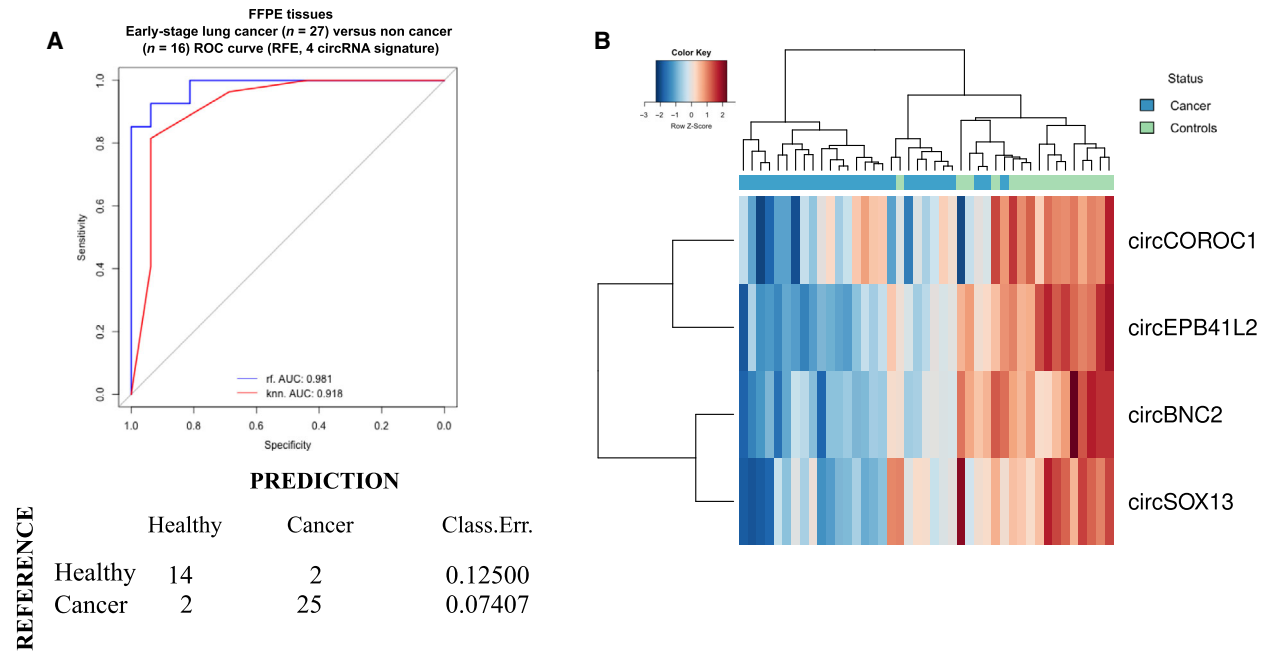 A
FFPE tissues
Early-stage lung cancer (n = 27) versus non cancer
(n = 16) ROC curve (RFE, 4 circRNA signature)
1.0
0.8
0.6
0.4
0.2
0.0
Sensitivity
rf. AUC: 0.981
knn. AUC: 0.918
1.0 0.8 0.6 0.4 0.2 0.0
Specificity
PREDICTION
REFERENCE
Healthy Cancer Class.Err.
Healthy 14 2 0.12500
Cancer 2 25 0.07407
B
Color Key
−3 −2 −1 0 1 2
Row Z-Score
Status
Cancer
Controls
circCOROC1
circEPB41L2
circBNC2
circSOX13